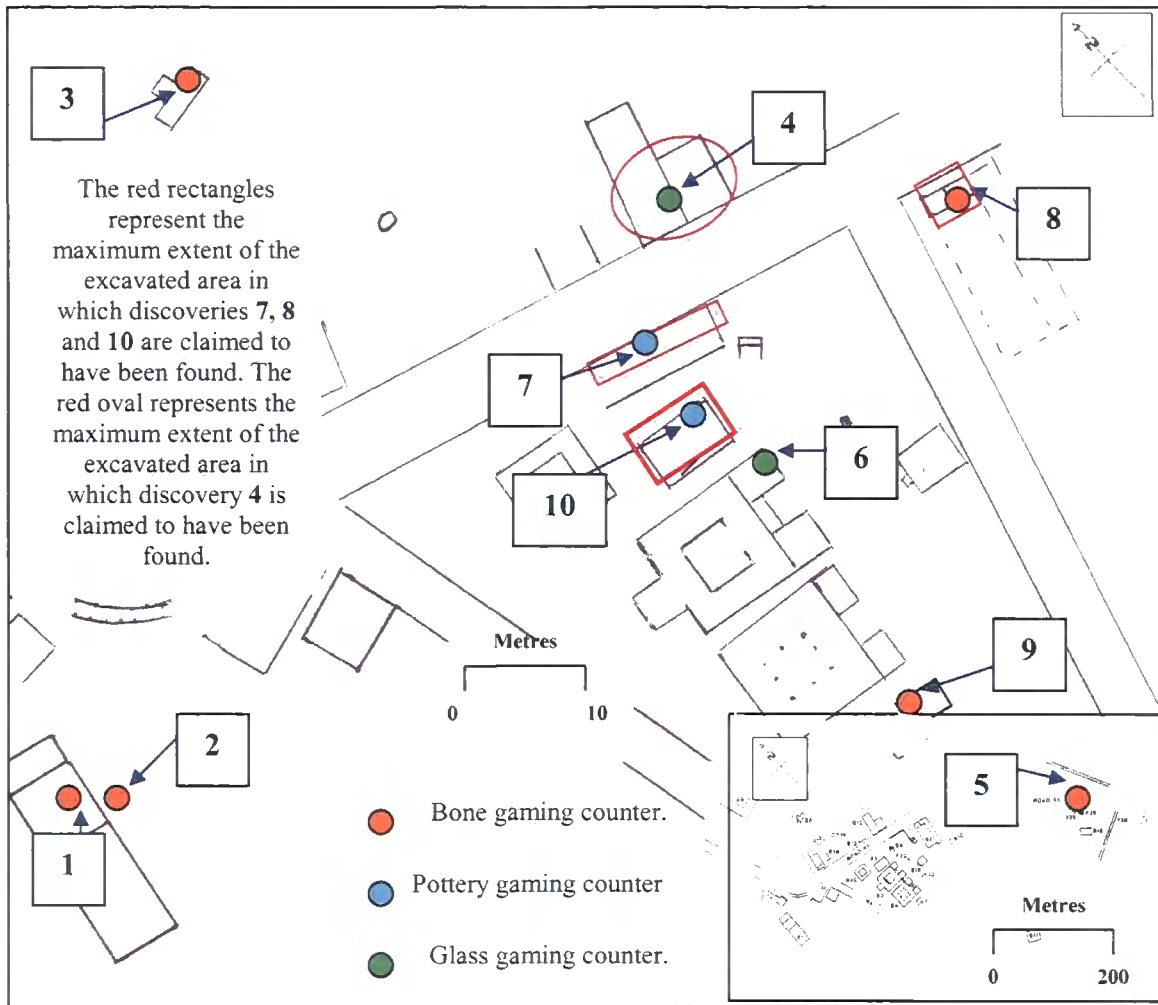 3
The red rectangles
represent the
maximum extent of the
excavated area in
which discoveries 7, 8
and 10 are claimed to
have been found. The
red oval represents the
maximum extent of the
excavated area in
which discovery 4 is
claimed to have been
found.
4
8
7
10
6
9
Metres
0 10
2
1
Bone gaming counter.
Pottery gaming counter
Glass gaming counter.
N
5
Metres
0 200